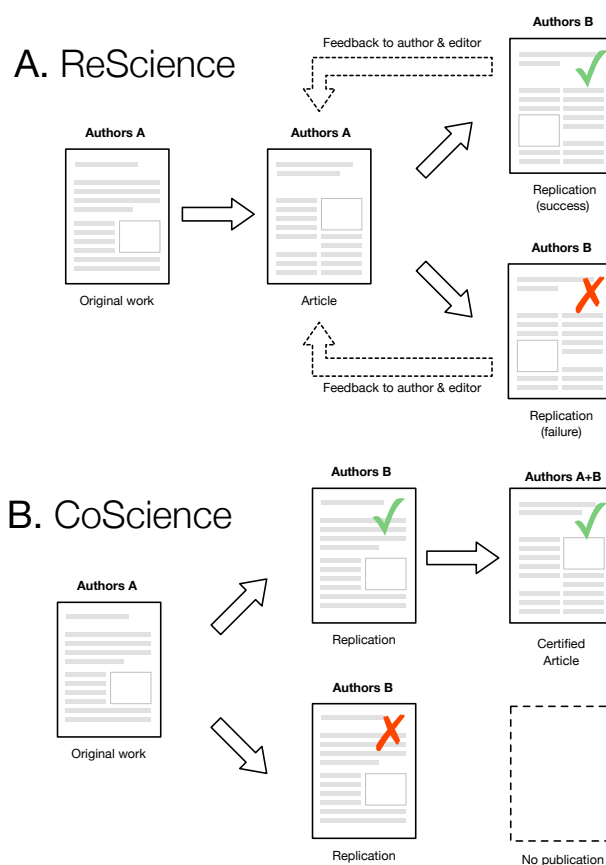 A. ReScience
Authors B
Feedback to author & editor
Authors A
Authors A
Replication
(success)
Authors B
Original work
Article
Feedback to author & editor
Replication
(failure)
B. CoScience
Authors B
Authors A+B
Authors A
Replication
Certified
Article
Authors B
Original work
Replication
No publication